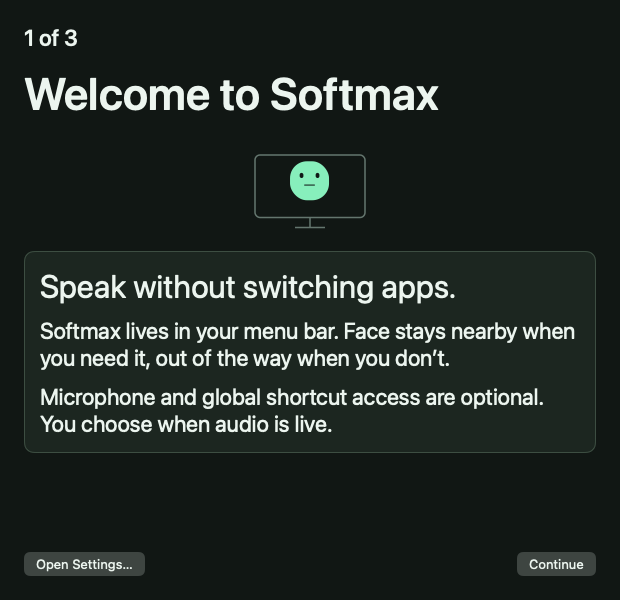 1 of 3
Welcome to Softmax
Speak without switching apps.
Softmax lives in your menu bar. Face stays nearby when
you need it, out of the way when you don’t.
Microphone and global shortcut access are optional.
You choose when audio is live.
Open Settings...
Continue